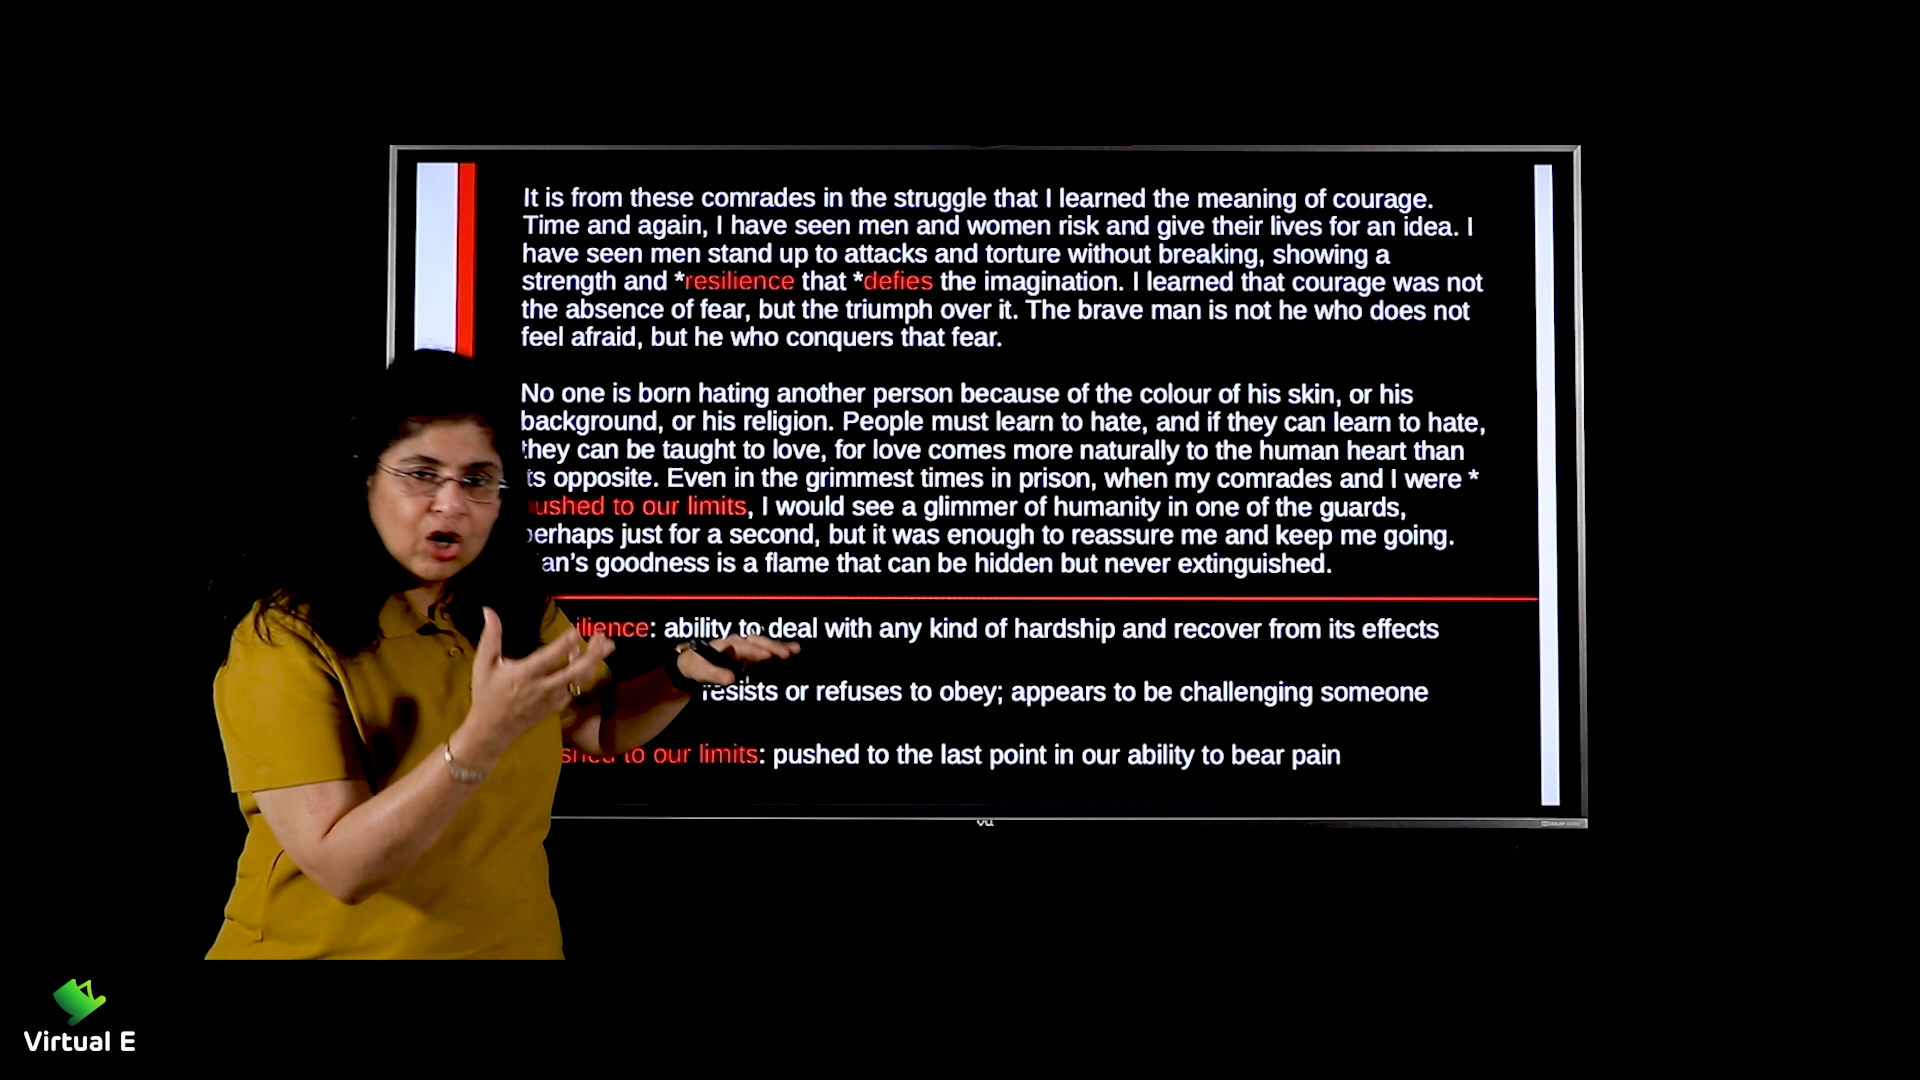 It is from these comrades in the struggle that I learned the meaning of courage.
Time and again, I have seen men and women risk and give their lives for an idea. I
have seen men stand up to attacks and torture without breaking, showing a
strength and *resilience that *defies the imagination. I learned that courage was not
the absence of fear, but the triumph over it. The brave man is not he who does not
feel afraid, but he who conquers that fear.
No one is born hating another person because of the colour of his skin, or his
background, or his religion. People must learn to hate, and if they can learn to hate,
they can be taught to love, for love comes more naturally to the human heart than
its opposite. Even in the grimmest times in prison, when my comrades and I were *
pushed to our limits, I would see a glimmer of humanity in one of the guards,
perhaps just for a second, but it was enough to reassure me and keep me going.
an's goodness is a flame that can be hidden but never extinguished.
ilience: ability to deal with any kind of hardship and recover from its effects
resists or refuses to obey; appears to be challenging someone
shed to our limits: pushed to the last point in our ability to bear pain
Virtual E